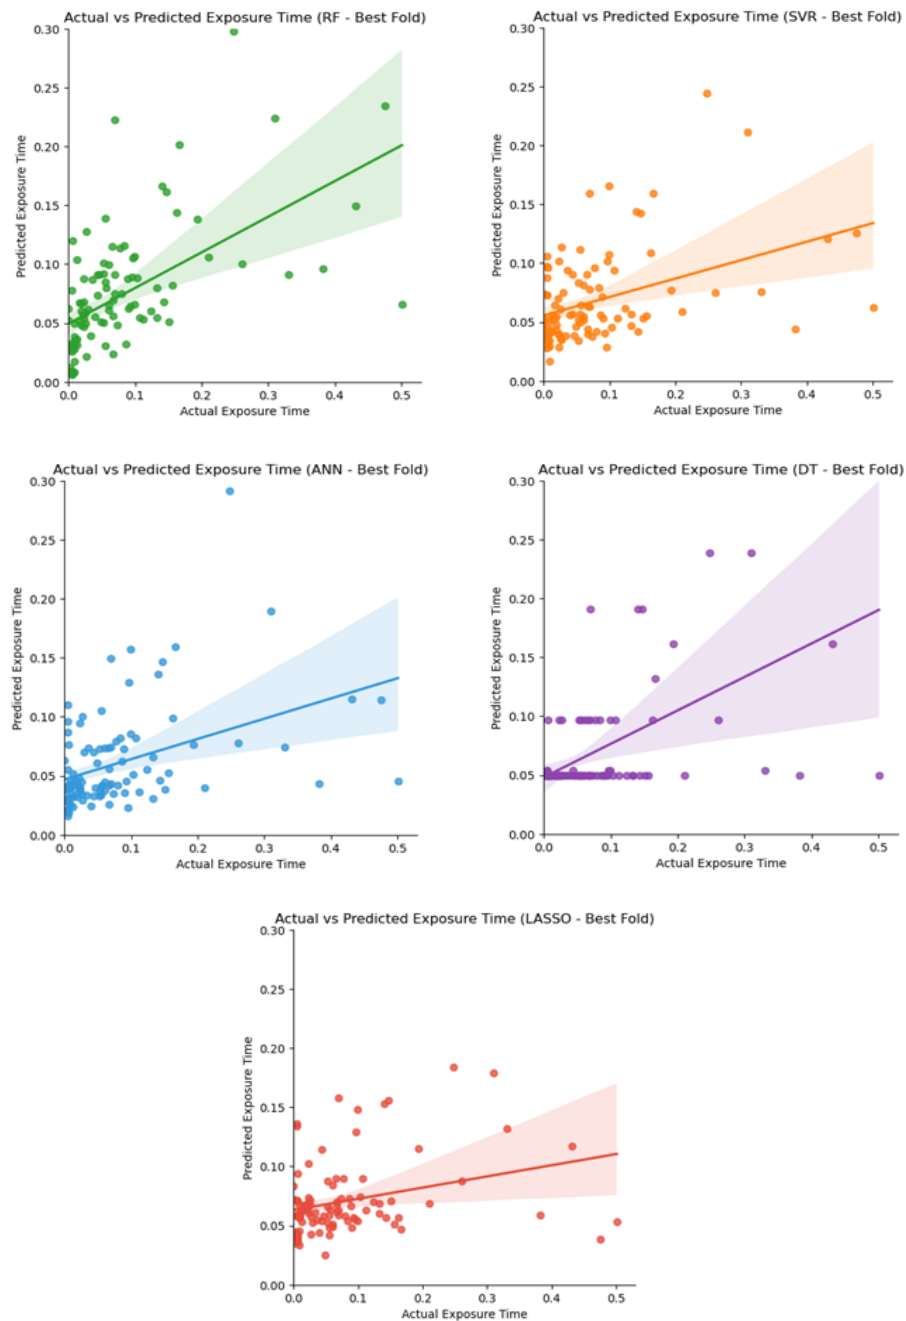 Actual vs Predicted Exposure Time (RF - Best Fold)
0.30
0.25
0.20
0.15
0.10
0.05
0.00
Predicted Exposure Time
0.0 0.1 0.2 0.3 0.4 0.5
Actual Exposure Time
Actual vs Predicted Exposure Time (SVR - Best Fold)
0.30
0.25
0.20
0.15
0.10
0.05
0.00
Predicted Exposure Time
0.0 0.1 0.2 0.3 0.4 0.5
Actual Exposure Time
Actual vs Predicted Exposure Time (ANN - Best Fold)
0.30
0.25
0.20
0.15
0.10
0.05
0.00
Predicted Exposure Time
0.0 0.1 0.2 0.3 0.4 0.5
Actual Exposure Time
Actual vs Predicted Exposure Time (DT - Best Fold)
0.30
0.25
0.20
0.15
0.10
0.05
0.00
Predicted Exposure Time
0.0 0.1 0.2 0.3 0.4 0.5
Actual Exposure Time
Actual vs Predicted Exposure Time (LASSO - Best Fold)
0.30
0.25
0.20
0.15
0.10
0.05
0.00
Predicted Exposure Time
0.0 0.1 0.2 0.3 0.4 0.5
Actual Exposure Time